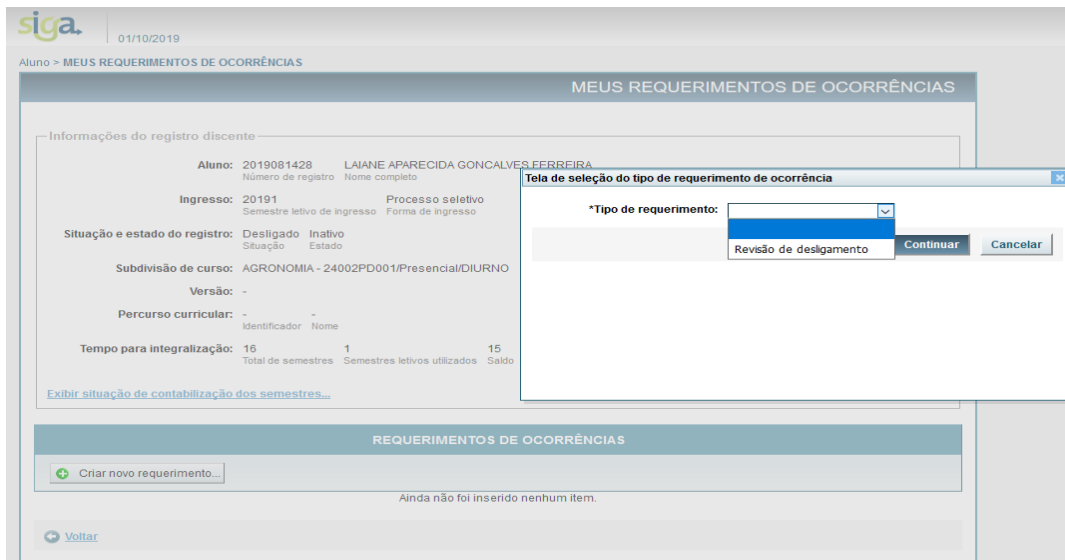 siga.
01/10/2019
Aluno > MEUS REQUERIMENTOS DE OCORRÊNCIAS
MEUS REQUERIMENTOS DE OCORRÊNCIAS
Informações do registro discente
Aluno: 2019081428 LAIANE APARECIDA GONCALVES FERREIRA
Número de registro Nome completo
Ingresso: 20191 Processo seletivo
Semestre letivo de ingresso Forma de ingresso
Situação e estado do registro: Desligado Inativo
Situação Estado
Subdivisão de curso: AGRONOMIA - 24002PD001/Presencial/DIURNO
Versão: -
Percurso curricular: - -
Identificador Nome
Tempo para integralização: 16 1 15
Total de semestres Semestres letivos utilizados Saldo
Exibir situação de contabilização dos semestres...
Tela de seleção do tipo de requerimento de ocorrência
*Tipo de requerimento:
Revisão de desligamento
Continuar Cancelar
REQUERIMENTOS DE OCORRÊNCIAS
Criar novo requerimento...
Ainda não foi inserido nenhum item.
Voltar